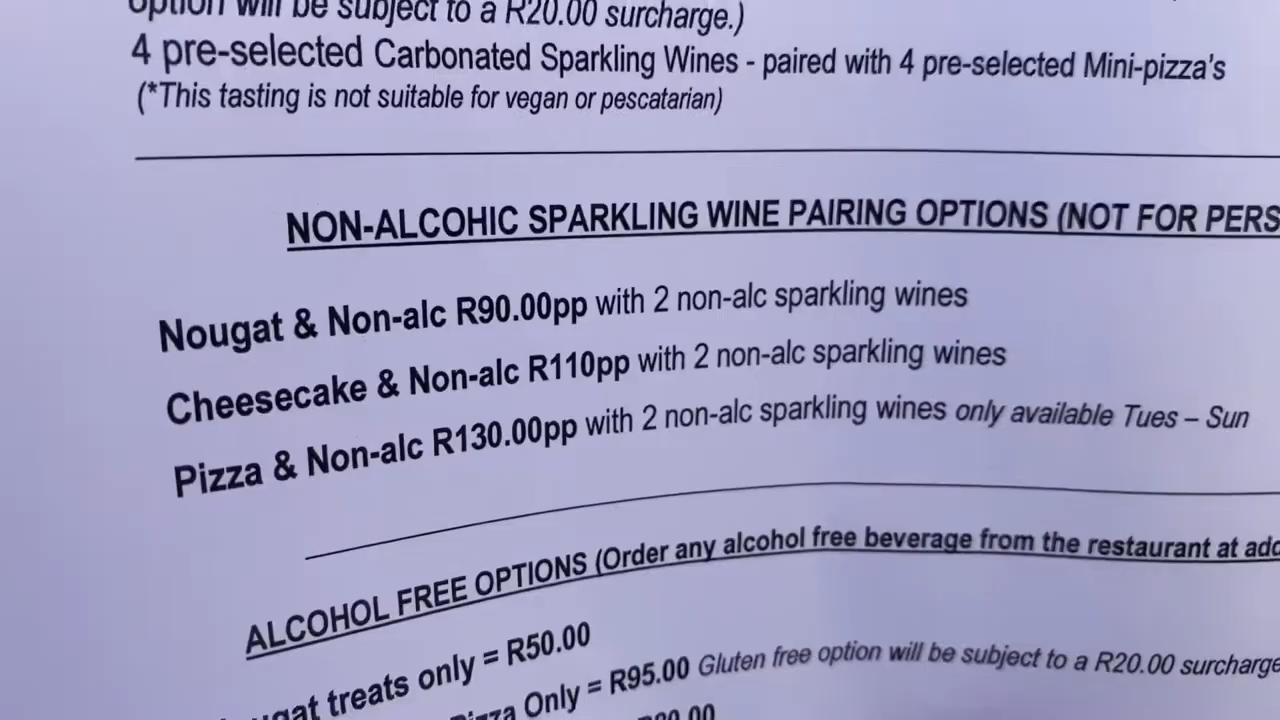 option will be subject to a R20.00 surcharge.)
4 pre-selected Carbonated Sparkling Wines - paired with 4 pre-selected Mini-pizza's
(*This tasting is not suitable for vegan or pescatarian)
NON-ALCOHIC SPARKLING WINE PAIRING OPTIONS (NOT FOR PERS
Nougat & Non-alc R90.00pp with 2 non-alc sparkling wines
Cheesecake & Non-alc R110pp with 2 non-alc sparkling wines
Pizza & Non-alc R130.00pp with 2 non-alc sparkling wines only available Tues – Sun
ALCOHOL FREE OPTIONS (Order any alcohol free beverage from the restaurant at add
treats only = R50.00
Pizza Only = R95.00 Gluten free option will be subject to a R20.00 surcharge